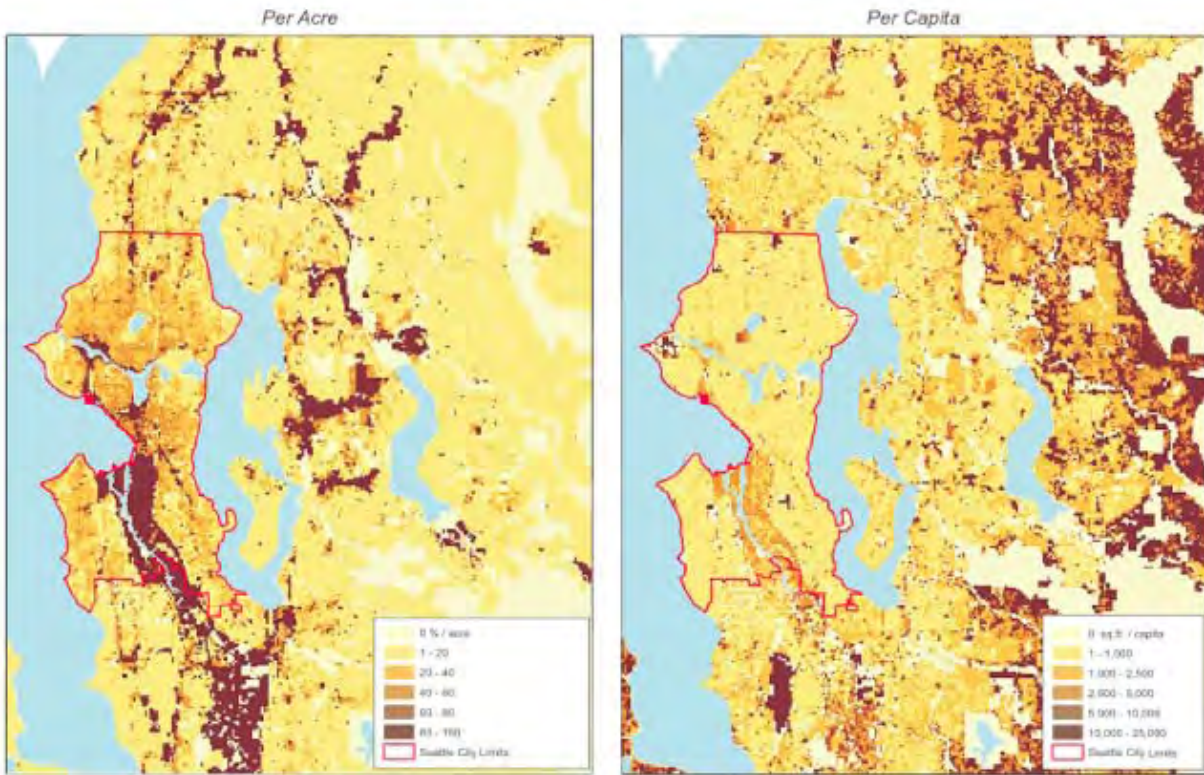 Per Acre
Per Capita
0 % / acre
1 - 20
20 - 40
40 - 60
60 - 80
80 - 100
Seattle City Limits
0 sq.ft. / capita
1 - 1,000
1,000 - 2,500
2,500 - 5,000
5,000 - 10,000
10,000 - 25,000
Seattle City Limits